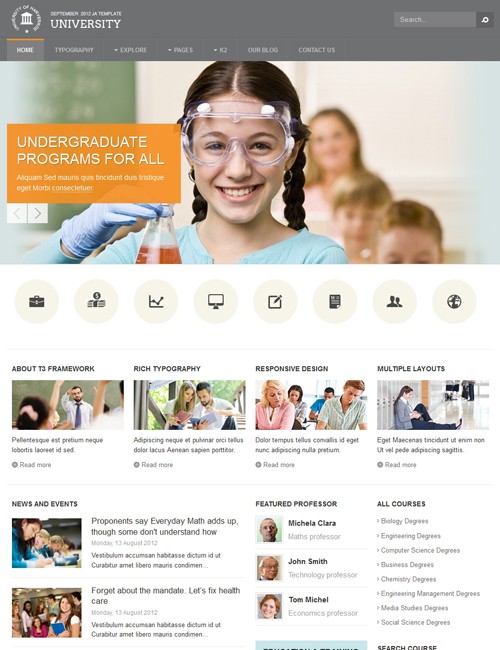 SEPTEMBER 2012 JA TEMPLATE
UNIVERSITY
Search...
HOME
TYPOGRAPHY
EXPLORE
PAGES
K2
OUR BLOG
CONTACT US
UNDERGRADUATE
PROGRAMS FOR ALL
Aliquam Sed mauris quis tincidunt duis tristique
eget Morbi consectetuer.
ABOUT T3 FRAMEWORK
Pellentesque est pretium neque
lobortis laoreet id sed.
Read more
RICH TYPOGRAPHY
Adipiscing neque et pulvinar orci tellus
dolor lacus Aenean sapien porttitor.
Read more
RESPONSIVE DESIGN
Dolor tempus tellus convallis id eget
nunc adipiscing nulla pretium.
Read more
MULTIPLE LAYOUTS
Eget Maecenas tincidunt ut enim non
Ut vel pede adipiscing sagittis.
Read more
NEWS AND EVENTS
Proponents say Everyday Math adds up,
though some don't understand how
Monday, 13 August 2012
Vestibulum accumsan habitasse dictum id ut
Curabitur amet libero mauris condimen…
Forget about the mandate. Let's fix health
care
Monday, 13 August 2012
Vestibulum accumsan habitasse dictum id ut
Curabitur amet libero mauris condimen…
FEATURED PROFESSOR
Michela Clara
Maths professor
John Smith
Technology professor
Tom Michel
Economics professor
EDUCATION & TRAINING
ALL COURSES
Biology Degrees
Engineering Degrees
Computer Science Degrees
Business Degrees
Chemistry Degrees
Engineering Management Degrees
Media Studies Degrees
Social Science Degrees
SEARCH COURSE